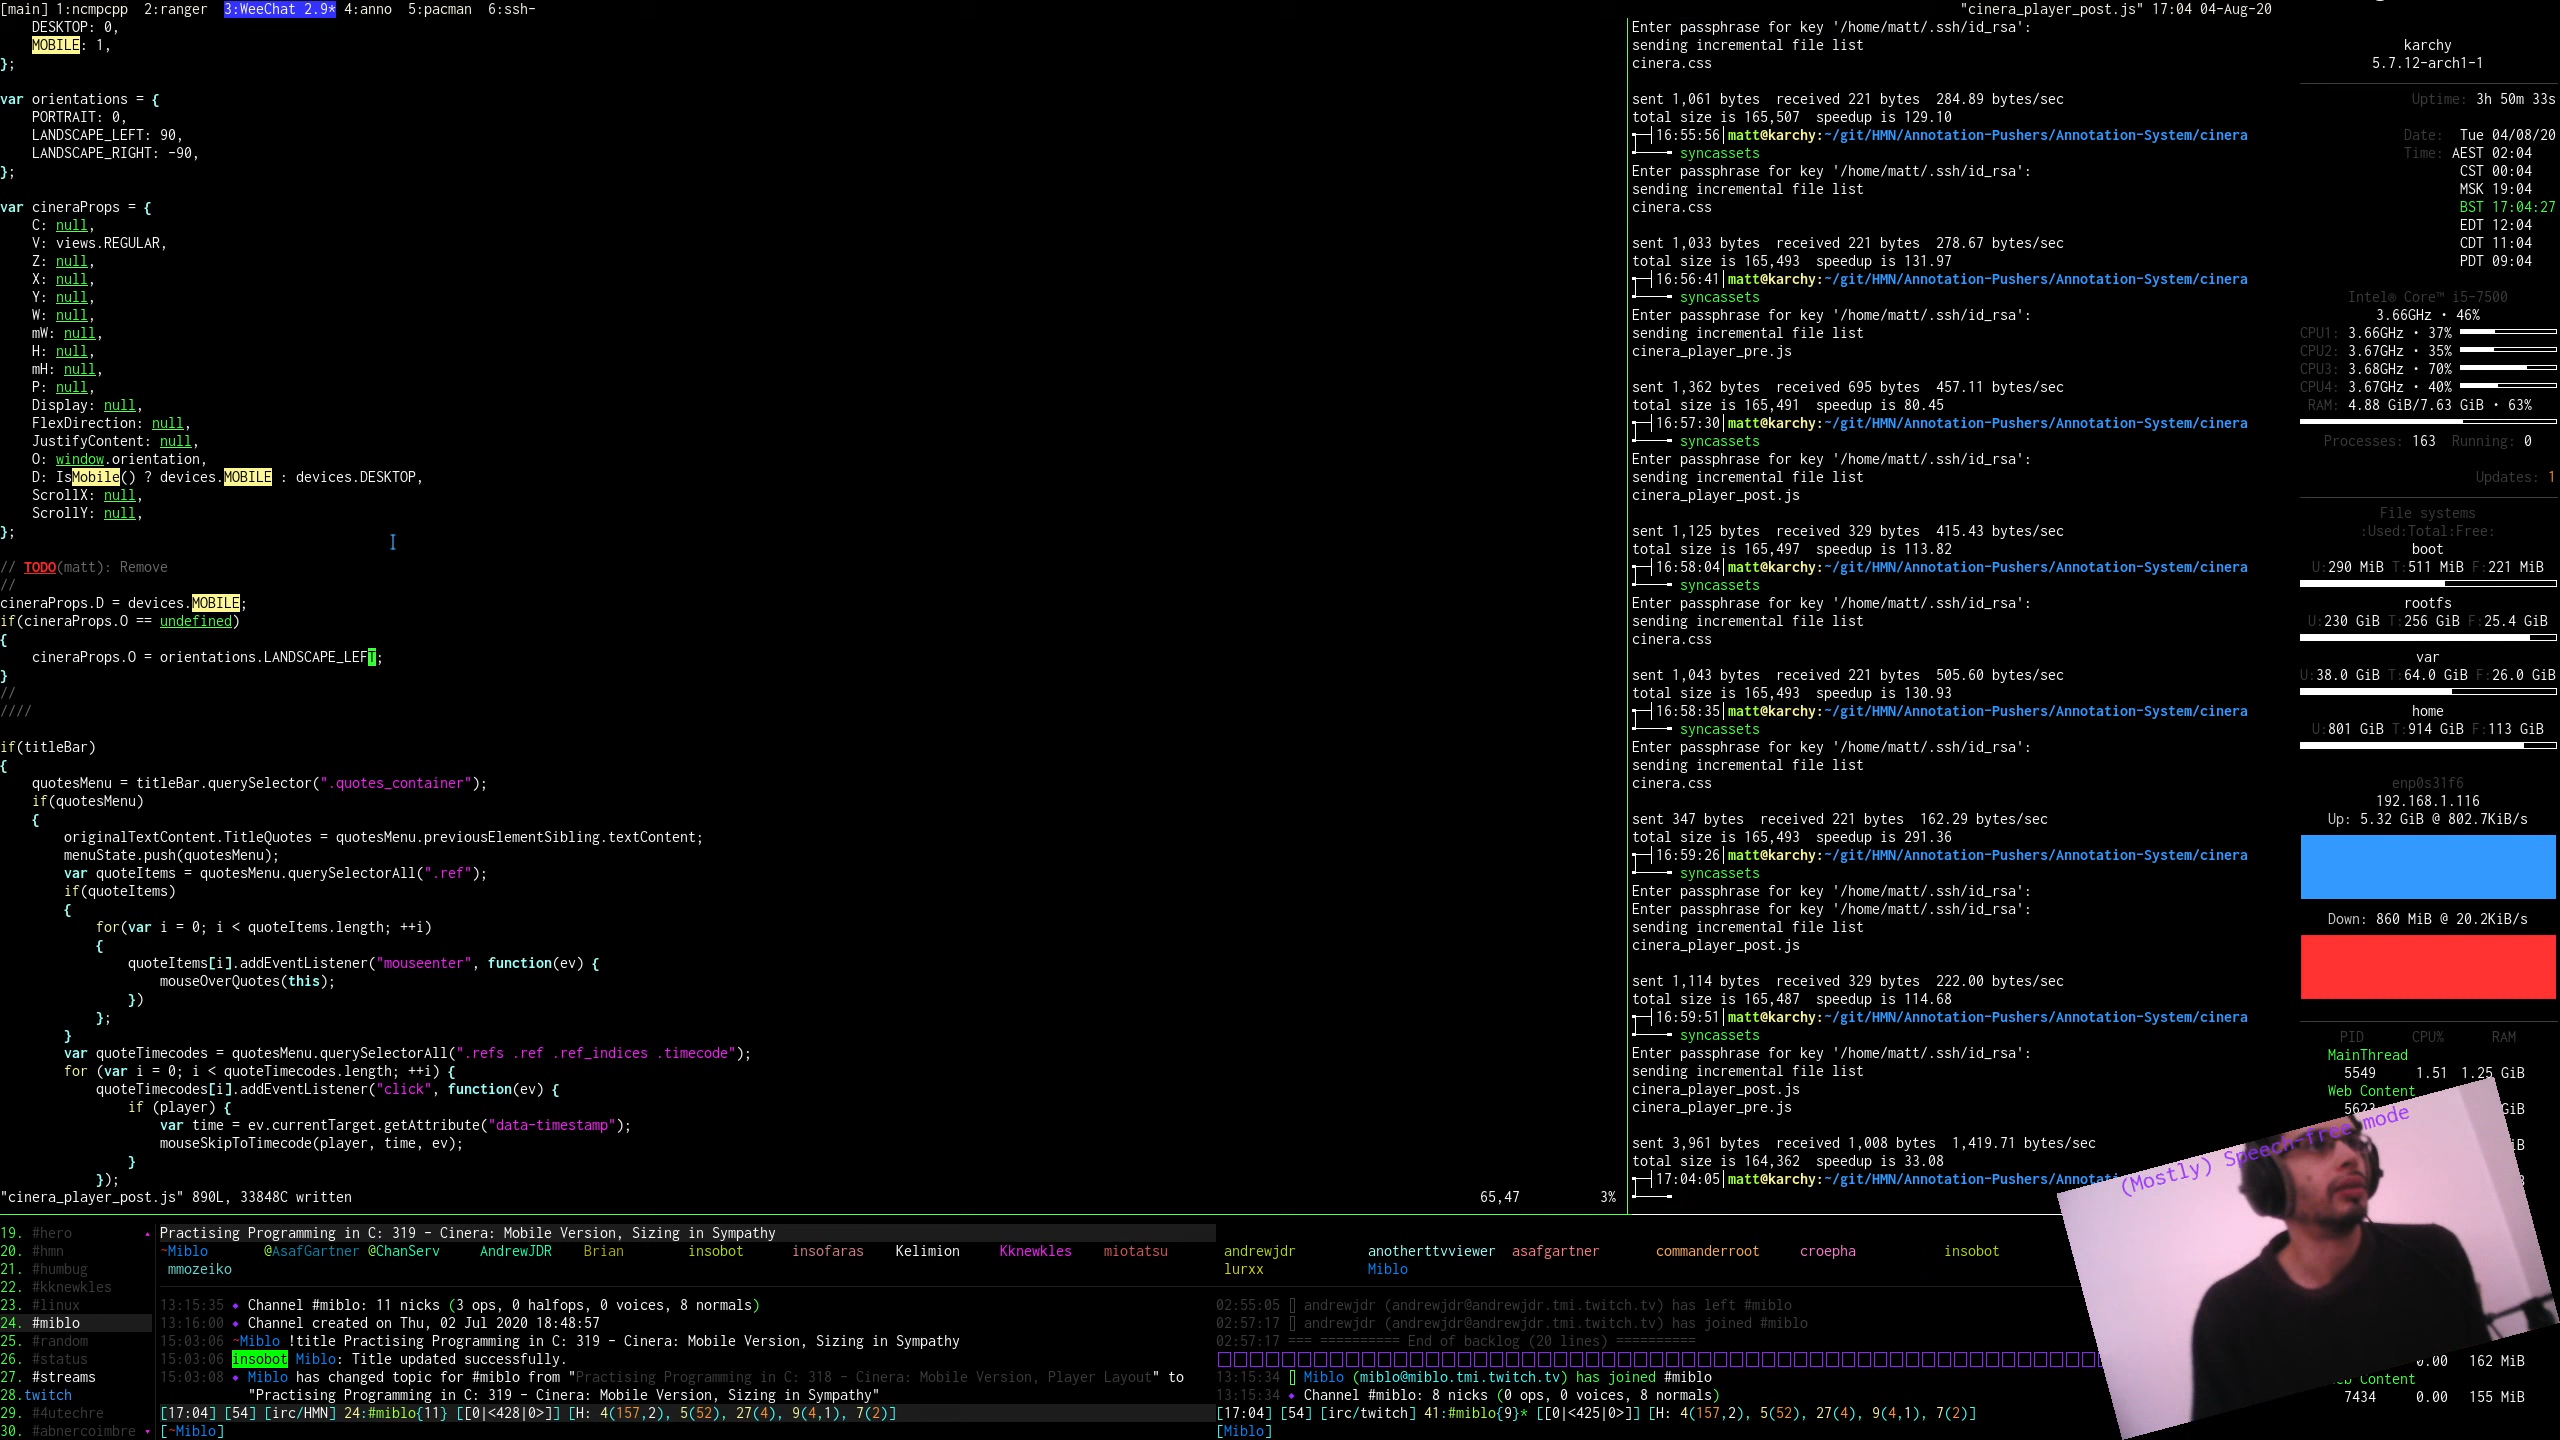 [main] 1:ncmpcpp  2:ranger  3:WeeChat 2.9* 4:anno  5:pacman  6:ssh-
"cinera_player_post.js" 17:04 04-Aug-20
    DESKTOP: 0,
    MOBILE: 1,
};
var orientations = {
    PORTRAIT: 0,
    LANDSCAPE_LEFT: 90,
    LANDSCAPE_RIGHT: -90,
};
var cineraProps = {
    C: null,
    V: views.REGULAR,
    Z: null,
    X: null,
    Y: null,
    W: null,
    mW: null,
    H: null,
    mH: null,
    P: null,
    Display: null,
    FlexDirection: null,
    JustifyContent: null,
    O: window.orientation,
    D: IsMobile() ? devices.MOBILE : devices.DESKTOP,
    ScrollX: null,
    ScrollY: null,
};
// TODO(matt): Remove
//
cineraProps.D = devices.MOBILE;
if(cineraProps.O == undefined)
{
    cineraProps.O = orientations.LANDSCAPE_LEFT;
}
//
////
if(titleBar)
{
    quotesMenu = titleBar.querySelector(".quotes_container");
    if(quotesMenu)
    {
        originalTextContent.TitleQuotes = quotesMenu.previousElementSibling.textContent;
        menuState.push(quotesMenu);
        var quoteItems = quotesMenu.querySelectorAll(".ref");
        if(quoteItems)
        {
            for(var i = 0; i < quoteItems.length; ++i)
            {
                quoteItems[i].addEventListener("mouseenter", function(ev) {
                    mouseOverQuotes(this);
                })
            };
        }
        var quoteTimecodes = quotesMenu.querySelectorAll(".refs .ref .ref_indices .timecode");
        for (var i = 0; i < quoteTimecodes.length; ++i) {
            quoteTimecodes[i].addEventListener("click", function(ev) {
                if (player) {
                    var time = ev.currentTarget.getAttribute("data-timestamp");
                    mouseSkipToTimecode(player, time, ev);
                }
            });
"cinera_player_post.js" 890L, 33848C written
65,47
3%
Enter passphrase for key '/home/matt/.ssh/id_rsa':
sending incremental file list
cinera.css
sent 1,061 bytes  received 221 bytes  284.89 bytes/sec
total size is 165,507  speedup is 129.10
16:55:56 matt@karchy:~/git/HMN/Annotation-Pushers/Annotation-System/cinera
syncassets
Enter passphrase for key '/home/matt/.ssh/id_rsa':
sending incremental file list
cinera.css
sent 1,033 bytes  received 221 bytes  278.67 bytes/sec
total size is 165,493  speedup is 131.97
16:56:41 matt@karchy:~/git/HMN/Annotation-Pushers/Annotation-System/cinera
syncassets
Enter passphrase for key '/home/matt/.ssh/id_rsa':
sending incremental file list
cinera_player_pre.js
sent 1,362 bytes  received 695 bytes  457.11 bytes/sec
total size is 165,491  speedup is 80.45
16:57:30 matt@karchy:~/git/HMN/Annotation-Pushers/Annotation-System/cinera
syncassets
Enter passphrase for key '/home/matt/.ssh/id_rsa':
sending incremental file list
cinera_player_post.js
sent 1,125 bytes  received 329 bytes  415.43 bytes/sec
total size is 165,497  speedup is 113.82
16:58:04 matt@karchy:~/git/HMN/Annotation-Pushers/Annotation-System/cinera
syncassets
Enter passphrase for key '/home/matt/.ssh/id_rsa':
sending incremental file list
cinera.css
sent 1,043 bytes  received 221 bytes  505.60 bytes/sec
total size is 165,493  speedup is 130.93
16:58:35 matt@karchy:~/git/HMN/Annotation-Pushers/Annotation-System/cinera
syncassets
Enter passphrase for key '/home/matt/.ssh/id_rsa':
sending incremental file list
cinera.css
sent 347 bytes  received 221 bytes  162.29 bytes/sec
total size is 165,493  speedup is 291.36
16:59:26 matt@karchy:~/git/HMN/Annotation-Pushers/Annotation-System/cinera
syncassets
Enter passphrase for key '/home/matt/.ssh/id_rsa':
Enter passphrase for key '/home/matt/.ssh/id_rsa':
sending incremental file list
cinera_player_post.js
sent 1,114 bytes  received 329 bytes  222.00 bytes/sec
total size is 165,487  speedup is 114.68
16:59:51 matt@karchy:~/git/HMN/Annotation-Pushers/Annotation-System/cinera
syncassets
Enter passphrase for key '/home/matt/.ssh/id_rsa':
sending incremental file list
cinera_player_post.js
cinera_player_pre.js
sent 3,961 bytes  received 1,008 bytes  1,419.71 bytes/sec
total size is 164,362  speedup is 33.08
17:04:05 matt@karchy:~/git/HMN/Annotation-Pushers/Annotat
karchy
5.7.12-arch1-1
Uptime: 3h 50m 33s
Date: Tue 04/08/20
Time: AEST 02:04
CST 00:04
MSK 19:04
BST 17:04:27
EDT 12:04
CDT 11:04
PDT 09:04
Intel® Core™ i5-7500
3.66GHz · 46%
CPU1: 3.66GHz · 37%
CPU2: 3.67GHz · 35%
CPU3: 3.68GHz · 70%
CPU4: 3.67GHz · 40%
RAM: 4.88 GiB/7.63 GiB · 63%
Processes: 163  Running: 0
Updates: 1
File systems
:Used:Total:Free:
boot
U:290 MiB T:511 MiB F:221 MiB
rootfs
U:230 GiB T:256 GiB F:25.4 GiB
var
U:38.0 GiB T:64.0 GiB F:26.0 GiB
home
U:801 GiB T:914 GiB F:113 GiB
enp0s31f6
192.168.1.116
Up: 5.32 GiB @ 802.7KiB/s
Down: 860 MiB @ 20.2KiB/s
PID  CPU%  RAM
MainThread
5549  1.51  1.25 GiB
Web Content
(Mostly) Speech-free mode
0.00  162 MiB
Content
7434  0.00  155 MiB
19. #hero
20. #hmn
21. #humbug
22. #kknewkles
23. #linux
24. #miblo
25. #random
26. #status
27. #streams
28.twitch
29. #4utechre
30. #abnercoimbre
Practising Programming in C: 319 - Cinera: Mobile Version, Sizing in Sympathy
~Miblo  @AsafGartner @ChanServ  AndrewJDR  Brian  insobot  insofaras  Kelimion  Kknewkles  miotatsu
mmozeiko
13:15:35 Channel #miblo: 11 nicks (3 ops, 0 halfops, 0 voices, 8 normals)
13:16:00 Channel created on Thu, 02 Jul 2020 18:48:57
15:03:06 ~Miblo !title Practising Programming in C: 319 - Cinera: Mobile Version, Sizing in Sympathy
15:03:06 insobot Miblo: Title updated successfully.
15:03:08 Miblo has changed topic for #miblo from "Practising Programming in C: 318 - Cinera: Mobile Version, Player Layout" to
"Practising Programming in C: 319 - Cinera: Mobile Version, Sizing in Sympathy"
[17:04] [54] [irc/HMN] 24:#miblo{11} [[0|<428|0>]] [H: 4(157,2), 5(52), 27(4), 9(4,1), 7(2)]
[~Miblo]
andrewjdr  anotherttvviewer  asafgartner  commanderroot  croepha  insobot
lurxx  Miblo
02:55:05 andrewjdr (andrewjdr@andrewjdr.tmi.twitch.tv) has left #miblo
02:57:17 andrewjdr (andrewjdr@andrewjdr.tmi.twitch.tv) has joined #miblo
02:57:17 === ========== End of backlog (20 lines) ==========
13:15:34 Miblo (miblo@miblo.tmi.twitch.tv) has joined #miblo
13:15:34 Channel #miblo: 8 nicks (0 ops, 0 voices, 8 normals)
[17:04] [54] [irc/twitch] 41:#miblo{9}* [[0|<425|0>]] [H: 4(157,2), 5(52), 27(4), 9(4,1), 7(2)]
[Miblo]